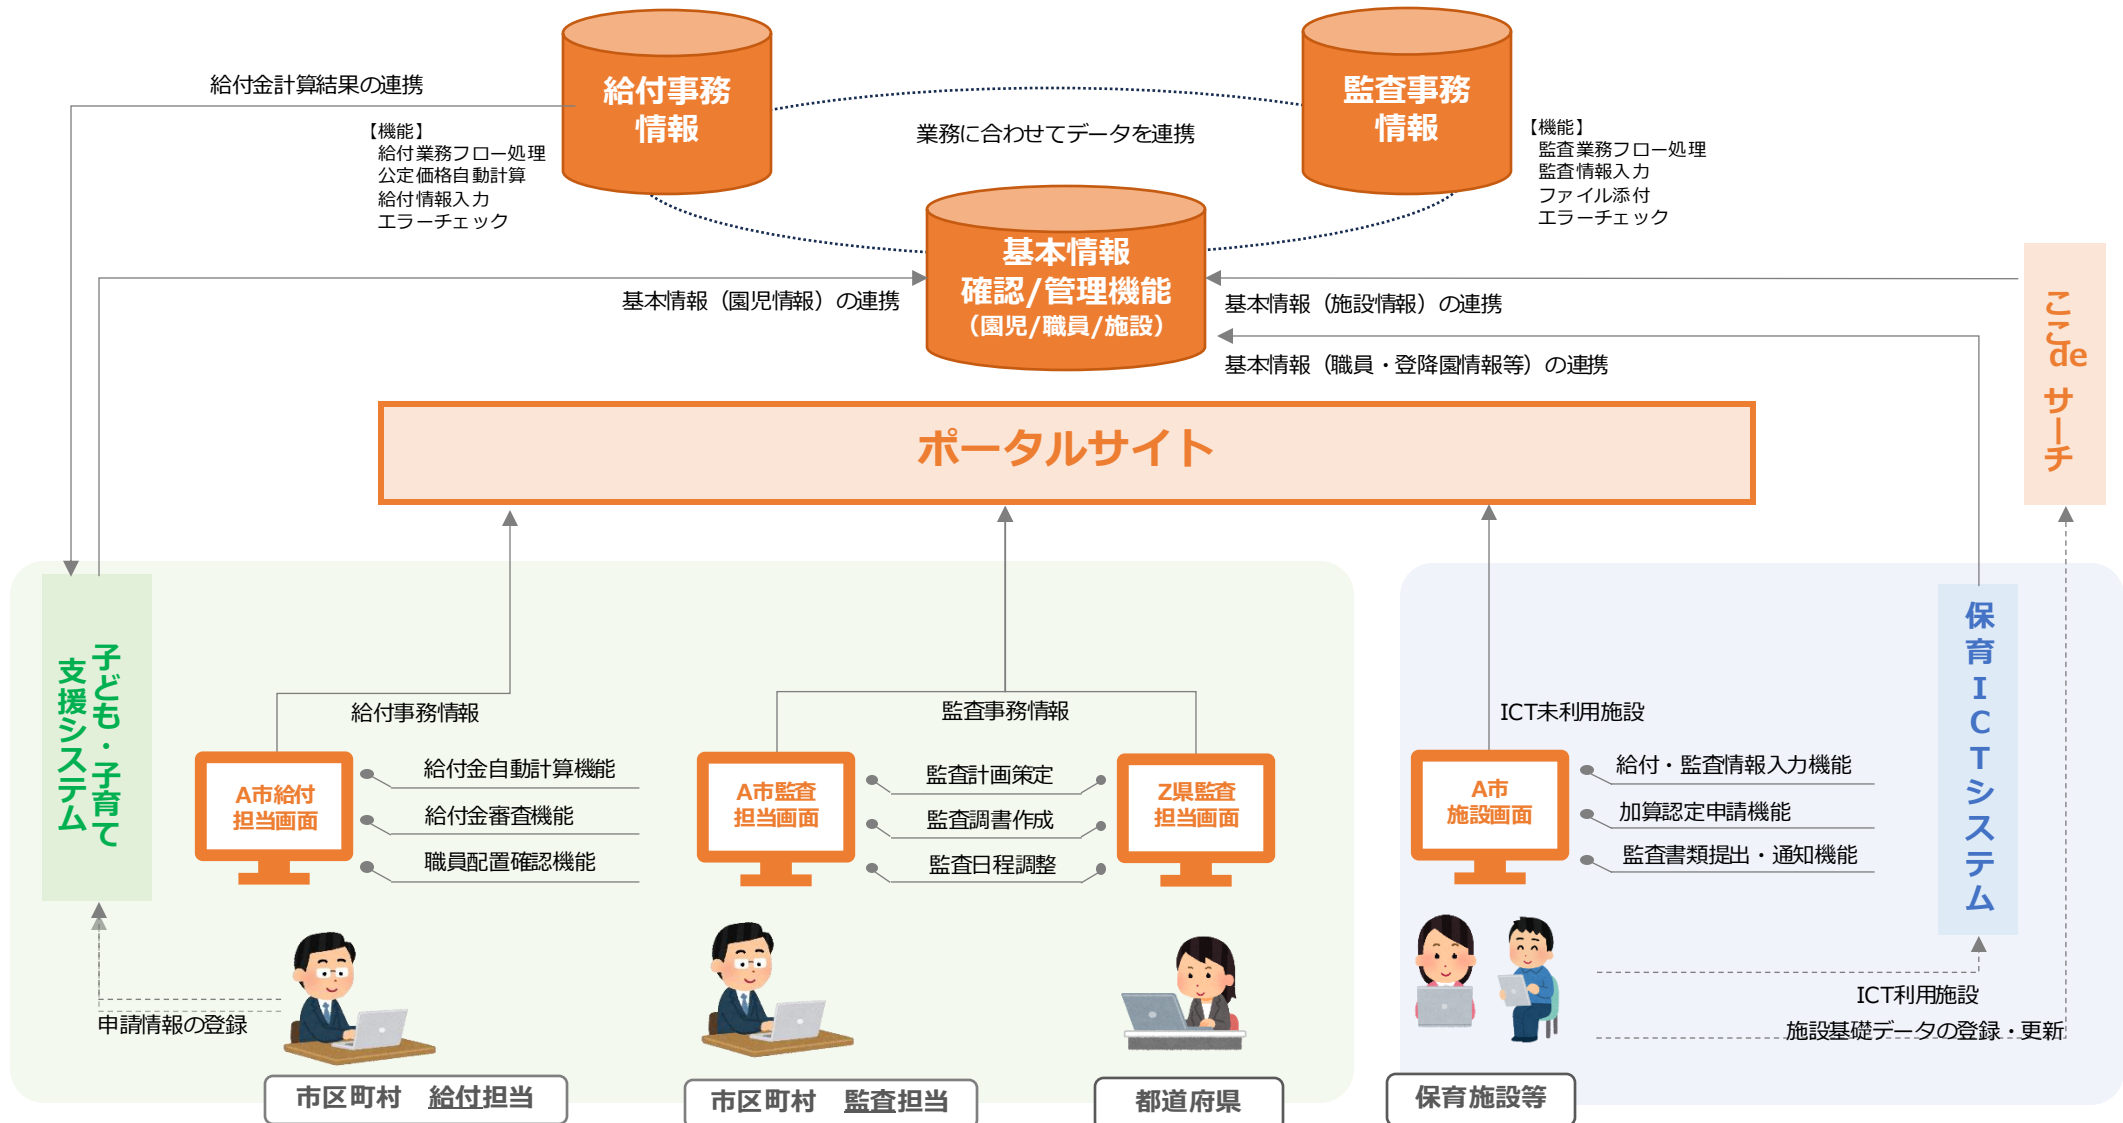 給付事務
情報
監査事務
情報
給付金計算結果の連携
【機能】
給付業務フロー処理
公定価格自動計算
給付情報入力
エラーチェック
業務に合わせてデータを連携
【機能】
監査業務フロー処理
監査情報入力
ファイル添付
エラーチェック
基本情報
確認/管理機能
（園児/職員/施設）
基本情報（園児情報）の連携
基本情報（施設情報）の連携
基本情報（職員・登降園情報等）の連携
ここdeサーチ
ポータルサイト
子ども・子育て
支援システム
給付事務情報
監査事務情報
ICT未利用施設
保育ICTシステム
A市給付
担当画面
給付金自動計算機能
給付金審査機能
職員配置確認機能
A市監査
担当画面
監査計画策定
監査調書作成
監査日程調整
Z県監査
担当画面
A市
施設画面
給付・監査情報入力機能
加算認定申請機能
監査書類提出・通知機能
申請情報の登録
ICT利用施設
施設基礎データの登録・更新
市区町村　給付担当
市区町村　監査担当
都道府県
保育施設等